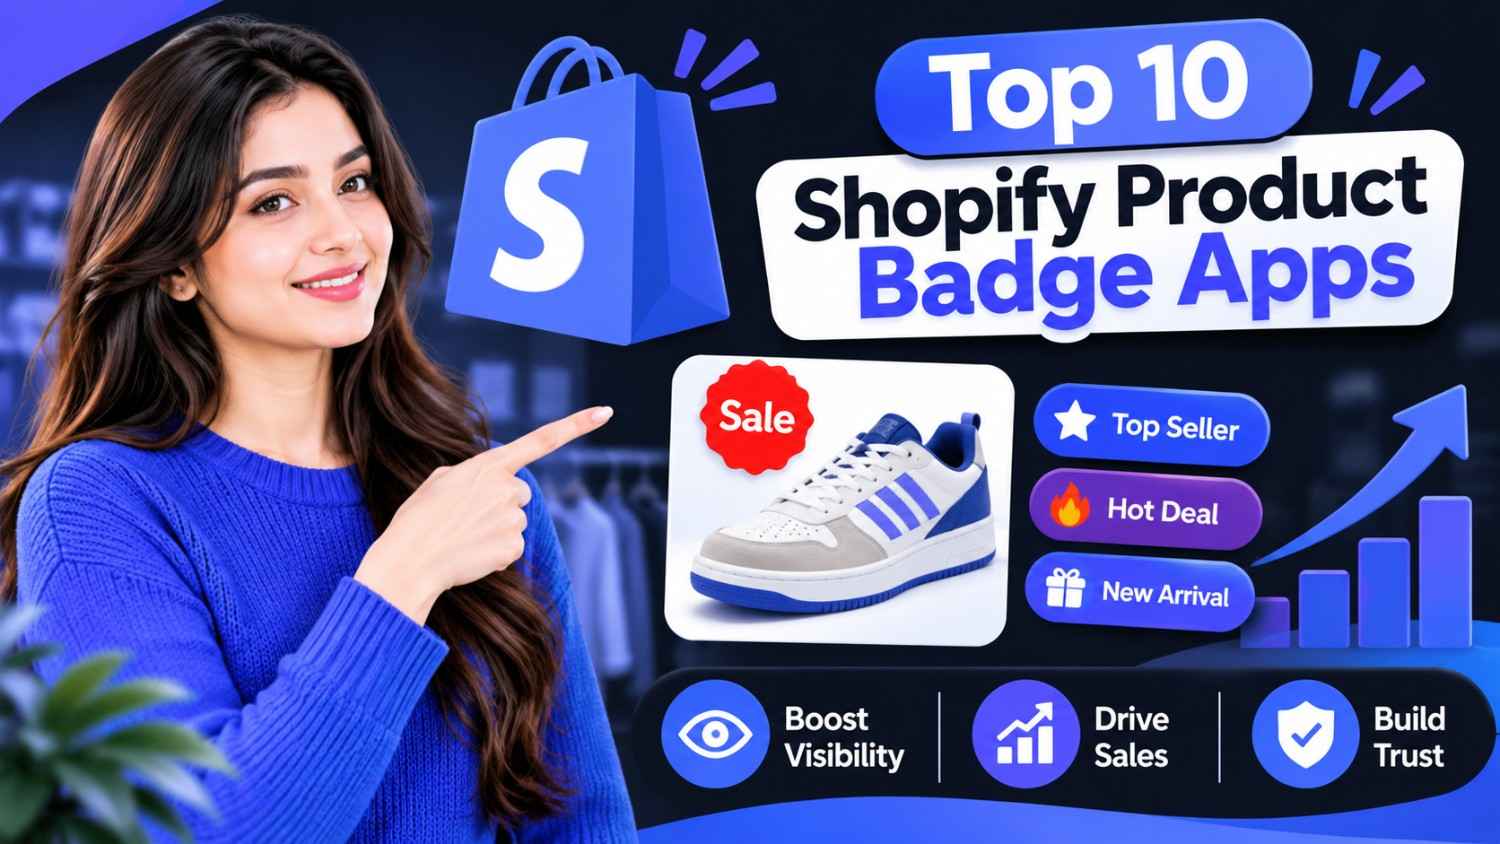 S
Top 10
Shopify Product
Badge Apps
Sale
Top Seller
Hot Deal
New Arrival
Boost
Visibility
Drive
Sales
Build
Trust